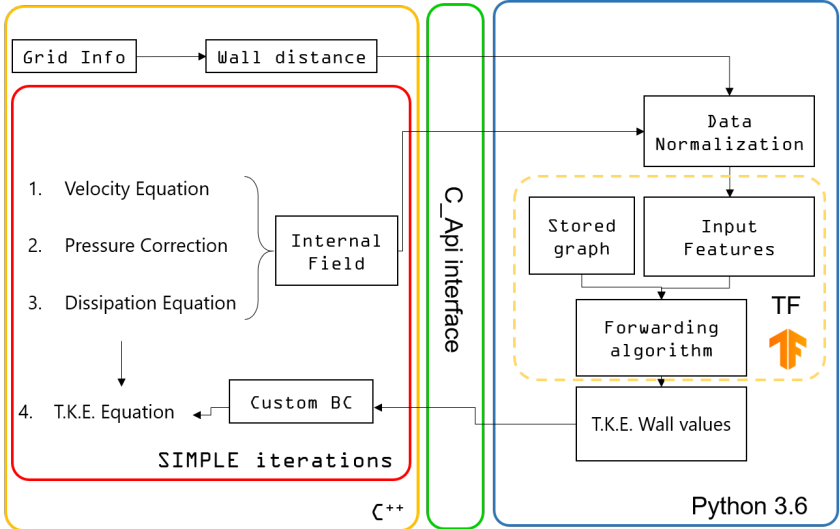 Grid Info
Wall distance
1. Velocity Equation
2. Pressure Correction
3. Dissipation Equation
Internal
Field
4. T.K.E. Equation
Custom BC
SIMPLE iterations
C++
C_Api interface
Data
Normalization
Stored
graph
Input
Features
TF
Forwarding
algorithm
T.K.E. Wall values
Python 3.6